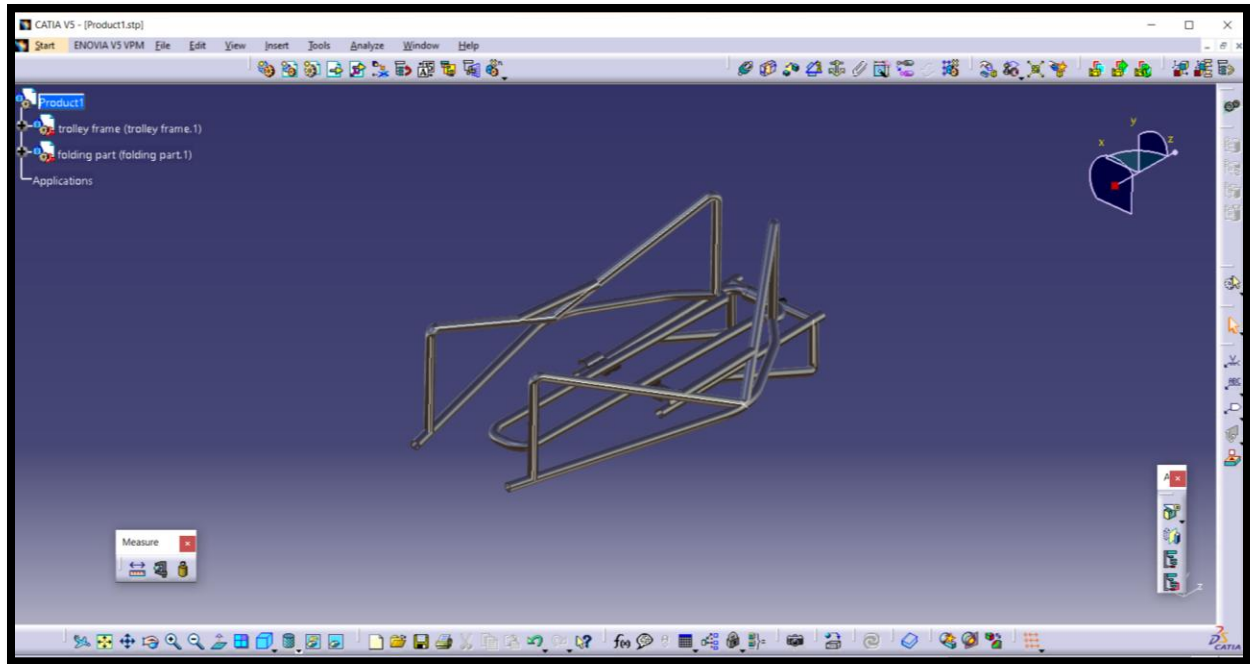 CATIA V5 - [Product1.stp]
Start ENOVIA V5 VPM File Edit View Insert Tools Analyze Window Help
Product1
trolley frame (trolley frame.1)
folding part (folding part.1)
Applications
y
x
z
ABC
A
Measure
z
f(x)
CATIA